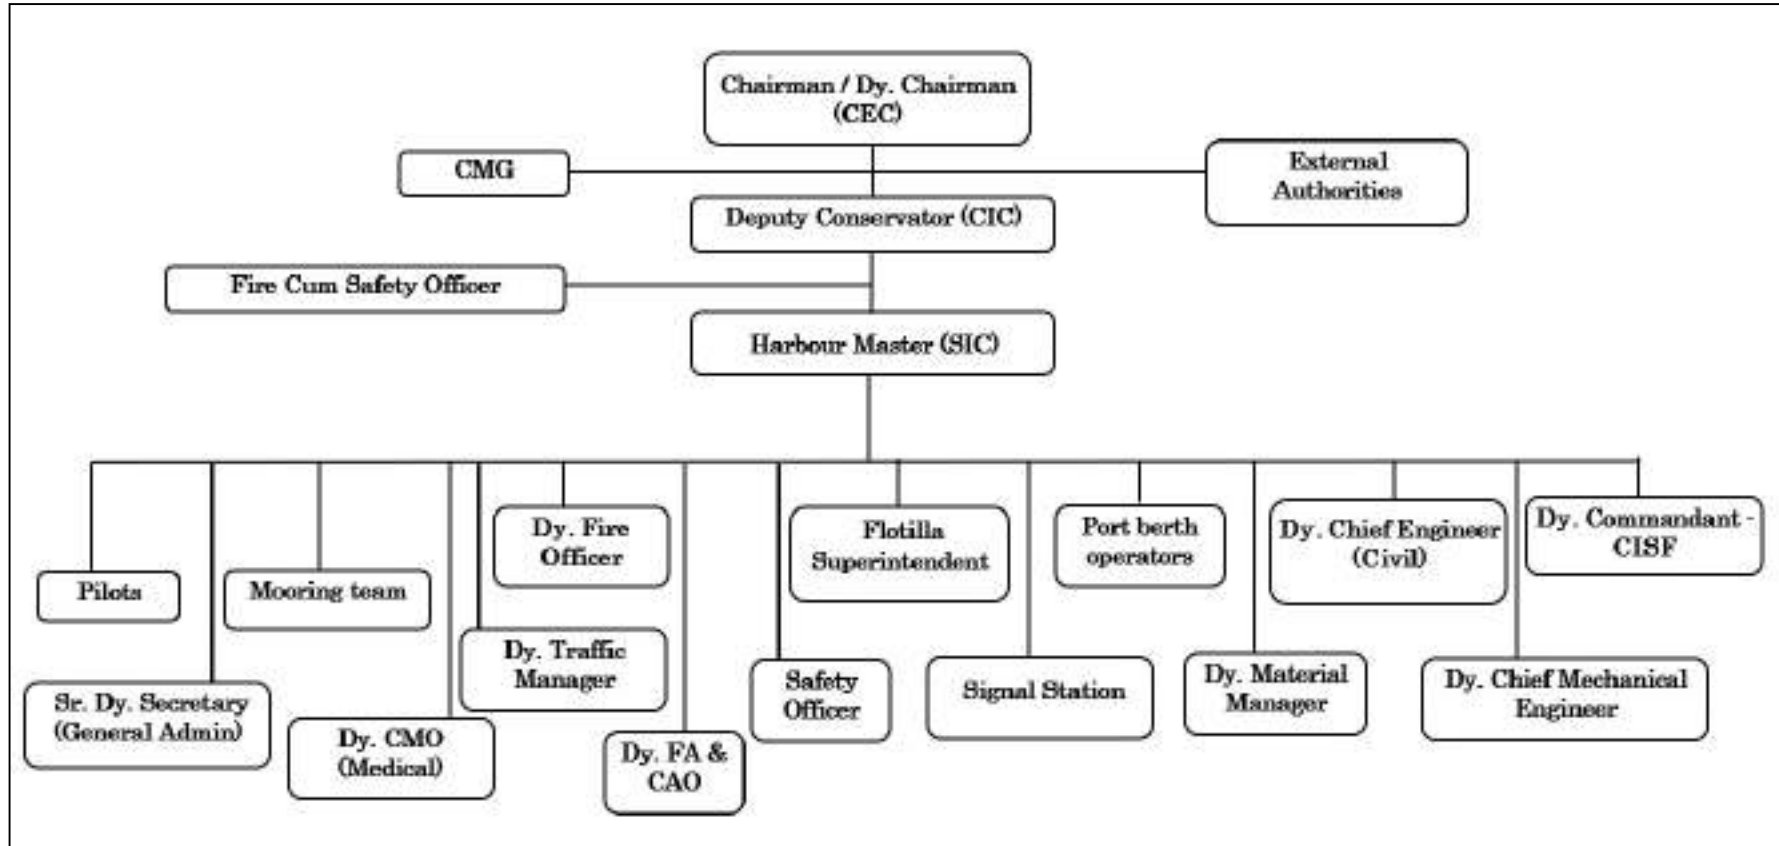 Chairman / Dy. Chairman
(CEC)
CMG
External
Authorities
Deputy Conservator (CIC)
Fire Cum Safety Officer
Harbour Master (SIC)
Dy. Fire
Officer
Flotilla
Superintendent
Port berth
operators
Dy. Chief Engineer
(Civil)
Dy. Commandant -
CISF
Pilots
Mooring team
Dy. Traffic
Manager
Safety
Officer
Signal Station
Dy. Material
Manager
Dy. Chief Mechanical
Engineer
Sr. Dy. Secretary
(General Admin)
Dy. CMO
(Medical)
Dy. FA &
CAO